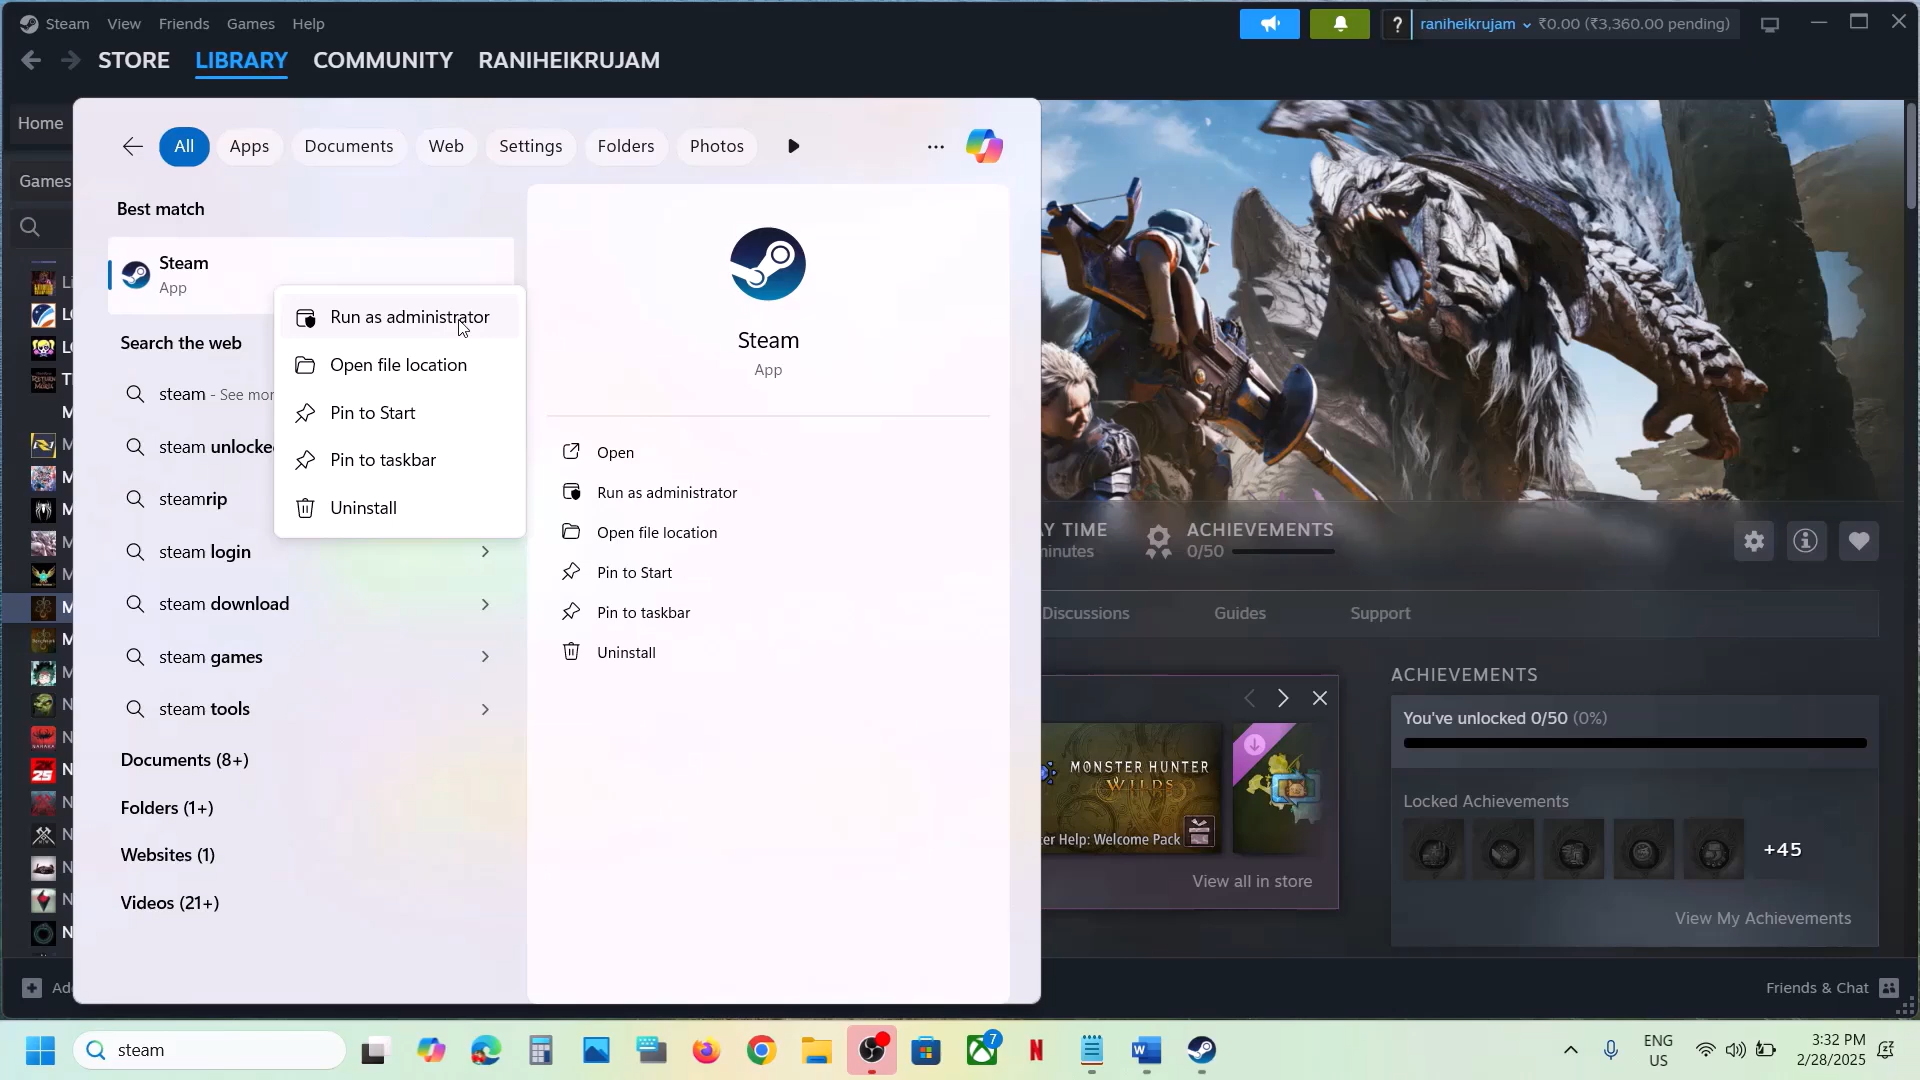 Steam View Friends Games Help
? raniheikrujam ₹0.00 (₹3,360.00 pending)
STORE LIBRARY COMMUNITY RANIHEIKRUJAM
Home
Games
All Apps Documents Web Settings Folders Photos
Best match
Steam
App
Run as administrator
Open file location
Pin to Start
Pin to taskbar
Uninstall
Search the web
steam - See mor
steam unlocke
steamrip
steam login
steam download
steam games
steam tools
Documents (8+)
Folders (1+)
Websites (1)
Videos (21+)
Steam
App
Open
Run as administrator
Open file location
Pin to Start
Pin to taskbar
Uninstall
AY TIME
minutes
ACHIEVEMENTS
0/50
Discussions Guides Support
MONSTER HUNTER
WILDS
ter Help: Welcome Pack
View all in store
ACHIEVEMENTS
You've unlocked 0/50 (0%)
Locked Achievements
+45
View My Achievements
Friends & Chat
steam
7
ENG
US
3:32 PM
2/28/2025